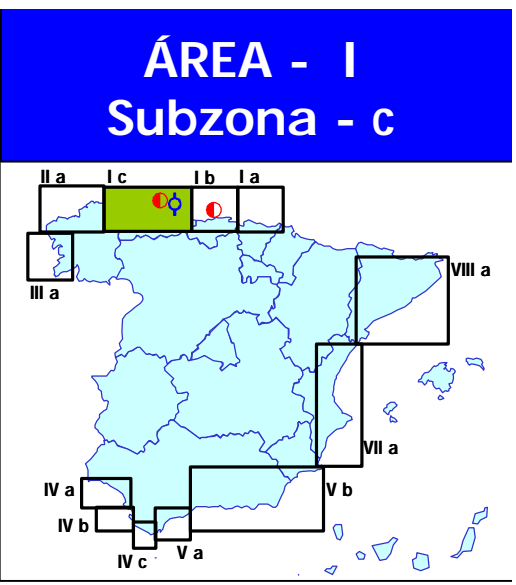 ÁREA - I
Subzona - c
II a
I c
I b
I a
III a
VIII a
VII a
IV a
V b
IV b
IV c
V a